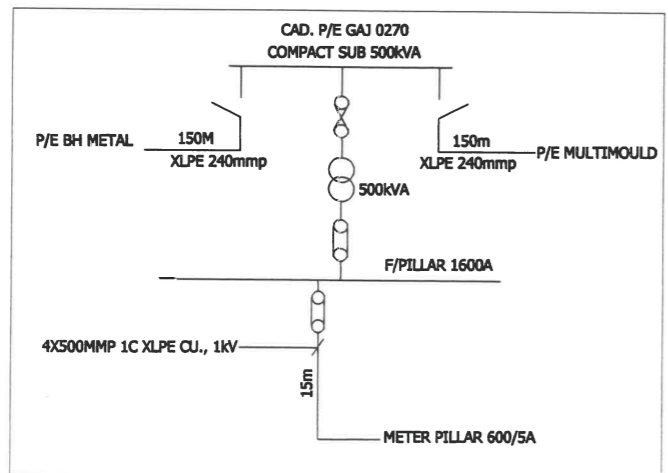 CAD. P/E GAJ 0270
COMPACT SUB 500kVA
P/E BH METAL
150M
XLPE 240mmp
150m
XLPE 240mmp
P/E MULTIMOULD
500kVA
F/PILLAR 1600A
4X500MMP 1C XLPE CU., 1kV
15m
METER PILLAR 600/5A